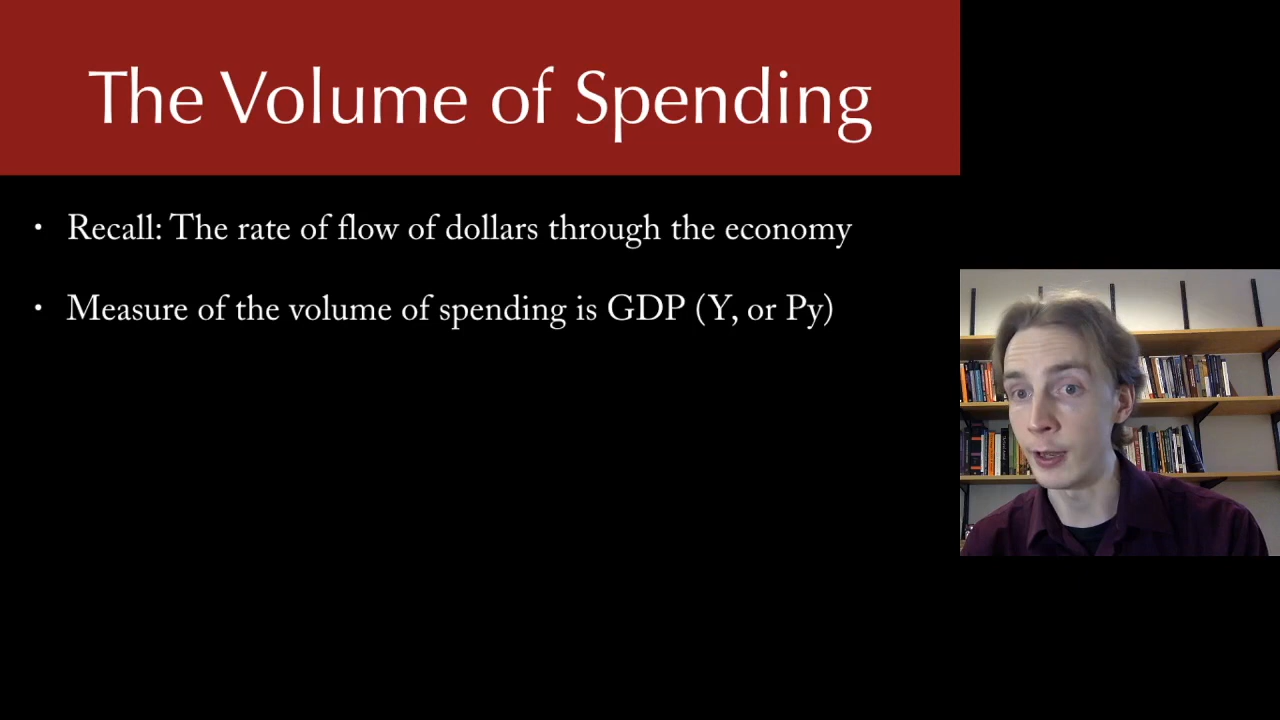 The Volume of Spending
• Recall: The rate of flow of dollars through the economy
• Measure of the volume of spending is GDP (Y, or Py)